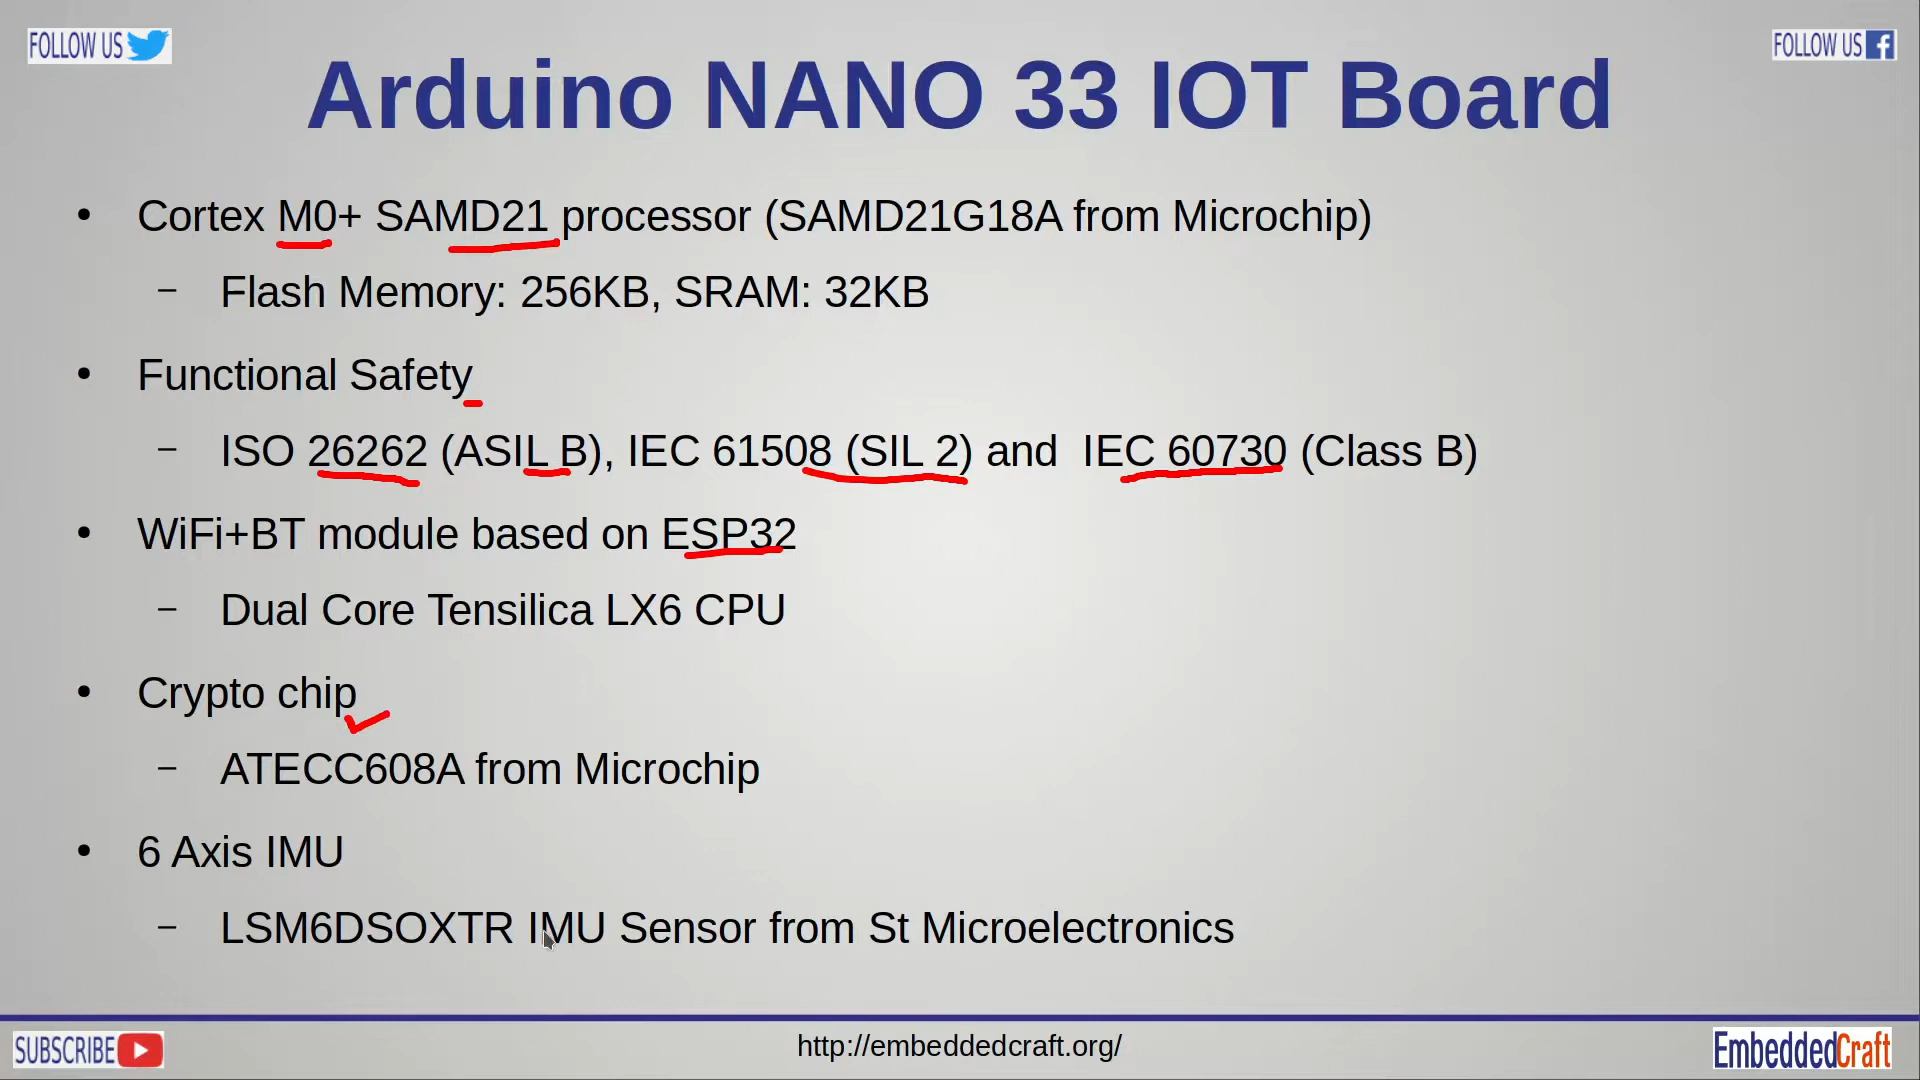 FOLLOW US
FOLLOW US
Arduino NANO 33 IOT Board
• Cortex M0+ SAMD21 processor (SAMD21G18A from Microchip)
– Flash Memory: 256KB, SRAM: 32KB
• Functional Safety
– ISO 26262 (ASIL B), IEC 61508 (SIL 2) and IEC 60730 (Class B)
• WiFi+BT module based on ESP32
– Dual Core Tensilica LX6 CPU
• Crypto chip
– ATECC608A from Microchip
• 6 Axis IMU
– LSM6DSOXTR IMU Sensor from St Microelectronics
SUBSCRIBE
http://embeddedcraft.org/
EmbeddedCraft